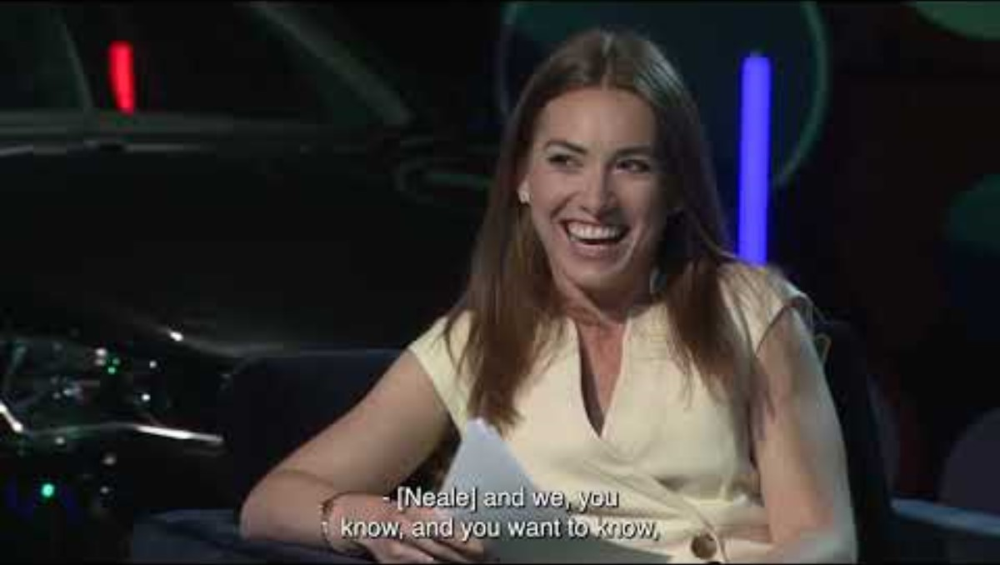 - [Neale] and we, you
know, and you want to know,